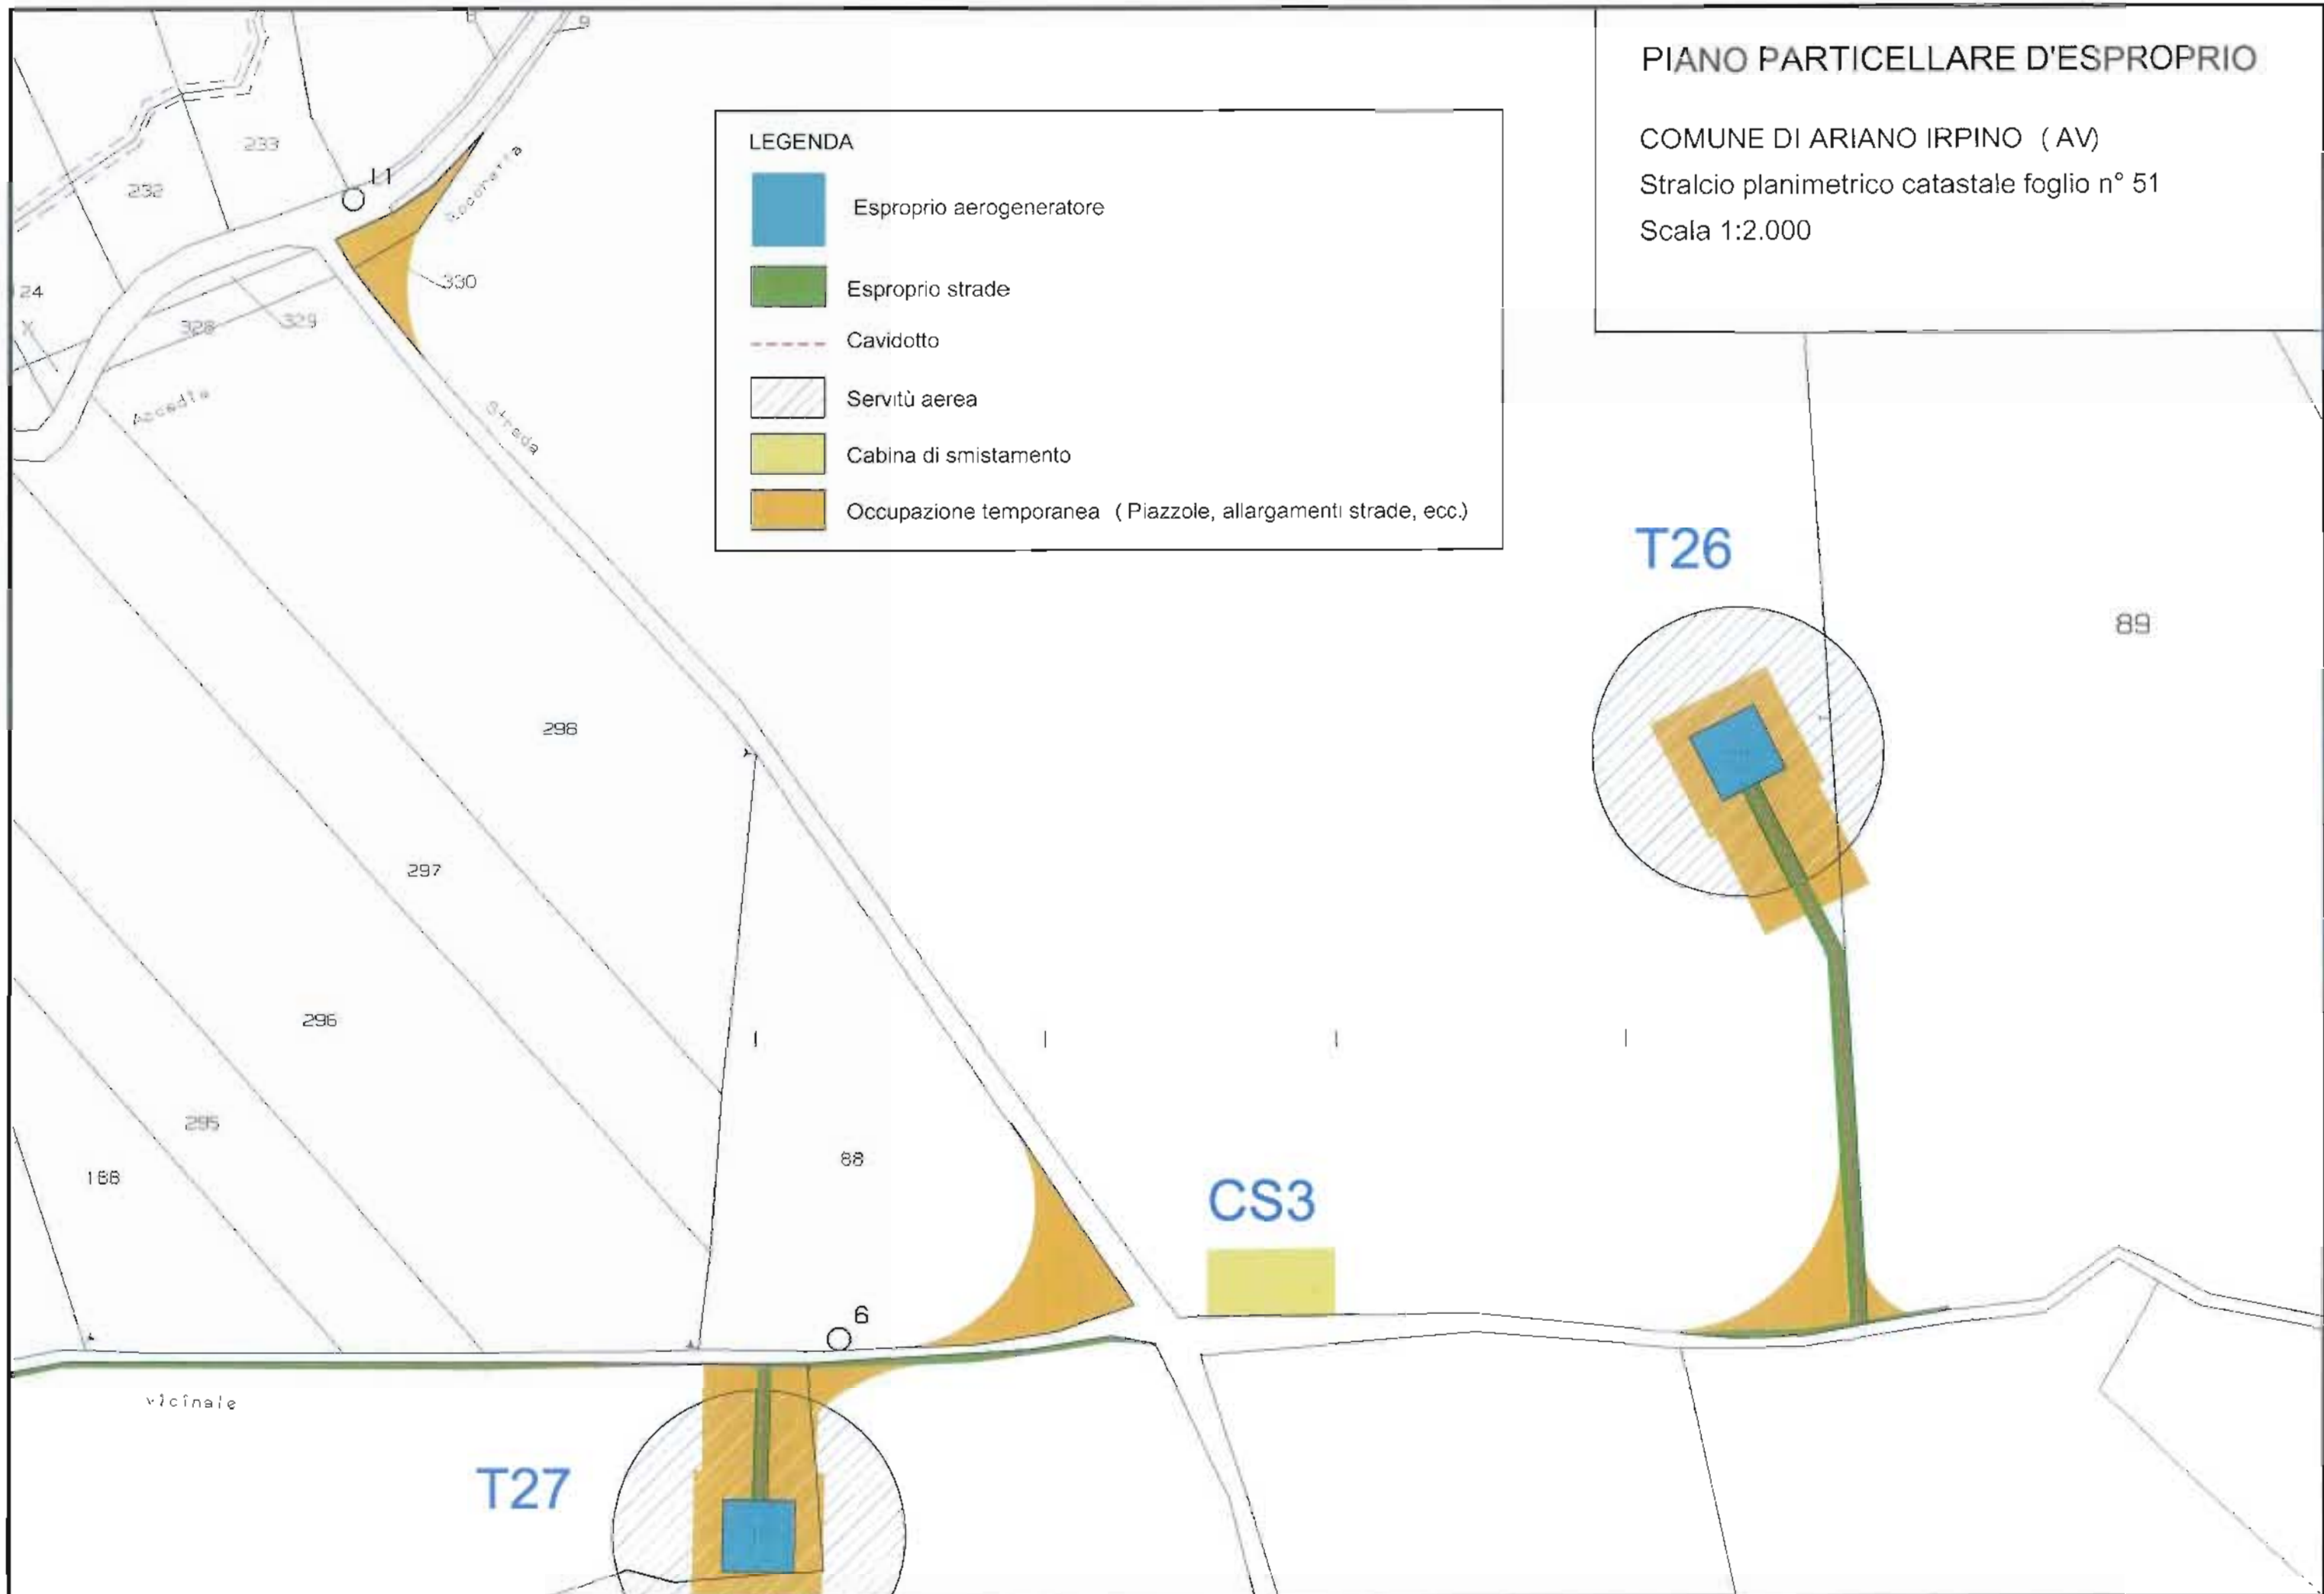 PIANO PARTICELLARE D'ESPROPRIO
COMUNE DI ARIANO IRPINO (AV)
Stralcio planimetrico catastale foglio n° 51
Scala 1:2.000
LEGENDA
Esproprio aerogeneratore
Esproprio strade
Cavidotto
Servitù aerea
Cabina di smistamento
Occupazione temporanea ( Piazzole, allargamenti strade, ecc.)
9
233
232
11
330
24
328
329
Accadia
Strada
T26
89
298
297
296
295
188
88
CS3
6
vicinale
T27